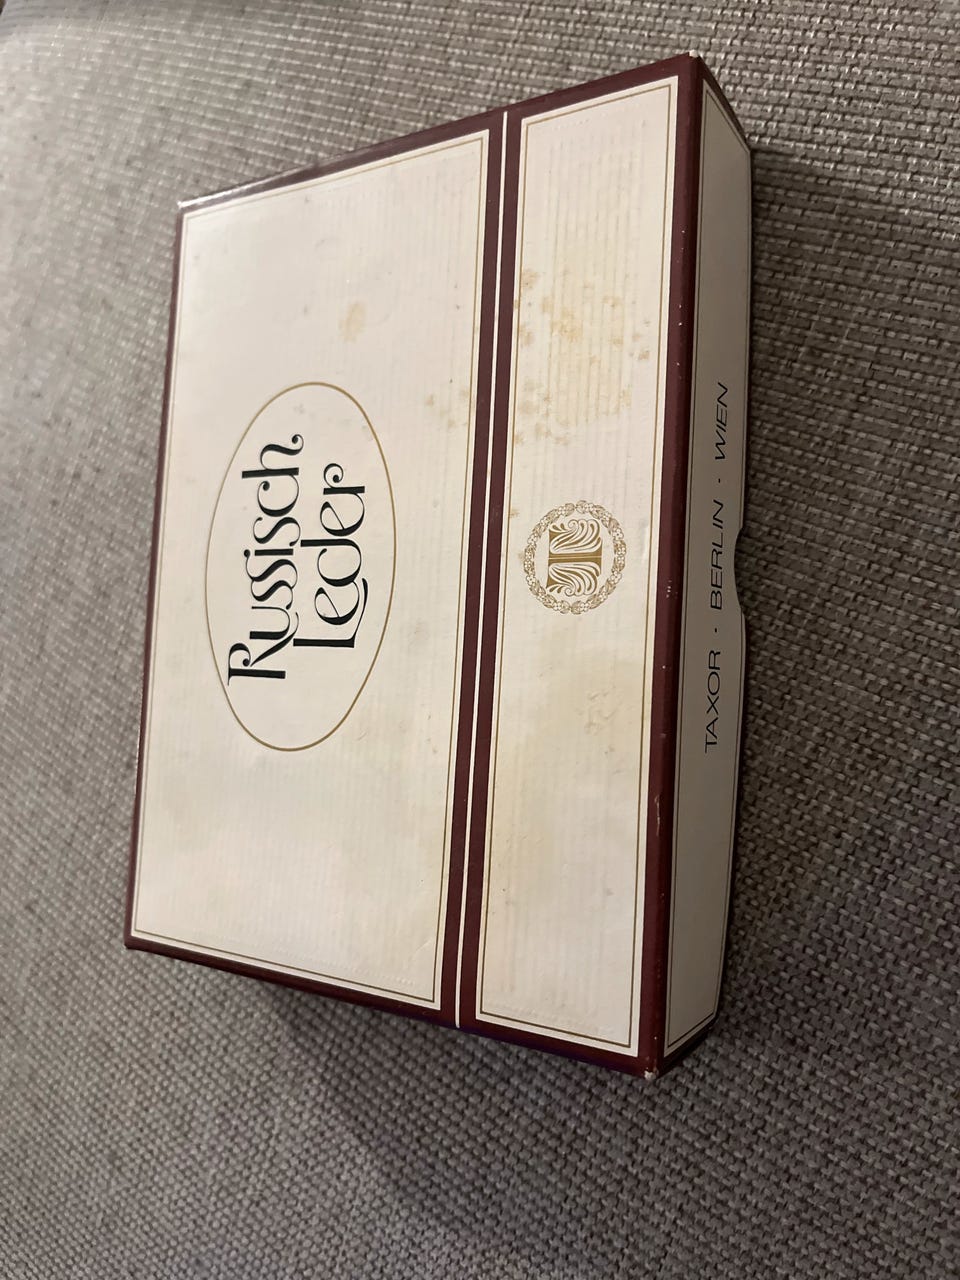 Russisch
Leder
T
TAXOR · BERLIN · WIEN